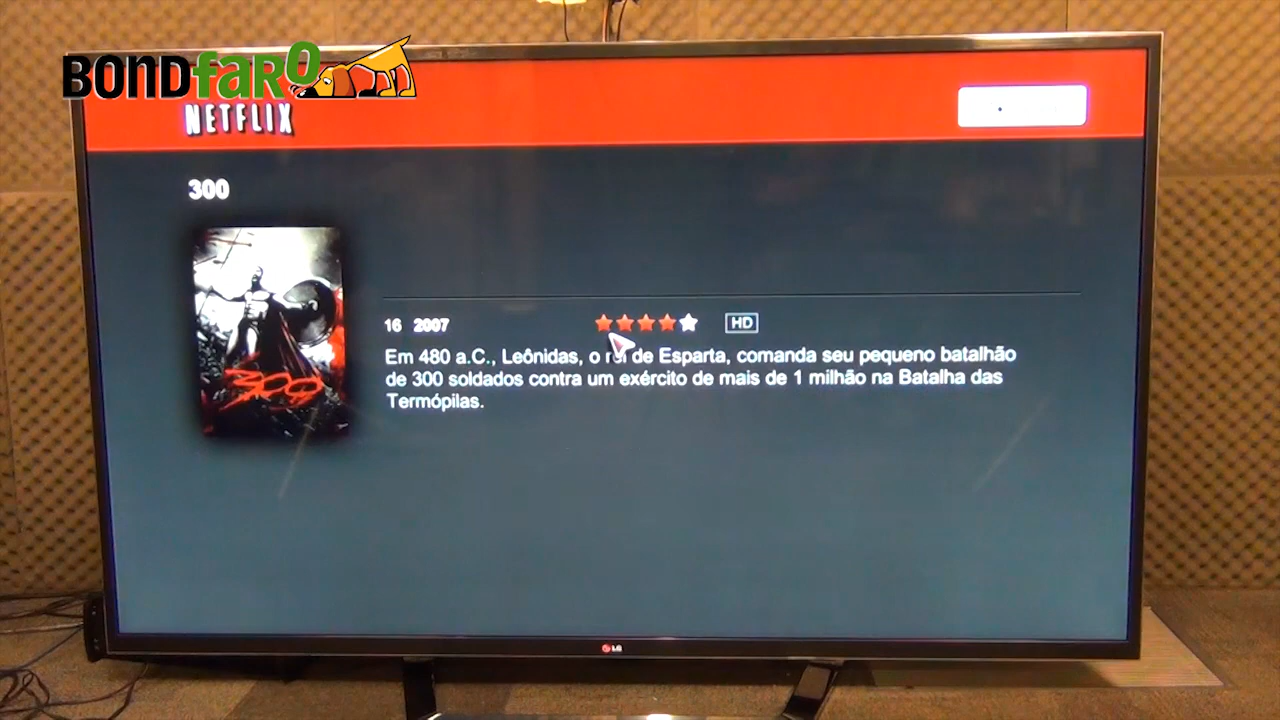 BONDfaRO
NETFLIX
300
300
16 2007
HD
Em 480 a.C., Leônidas, o rei de Esparta, comanda seu pequeno batalhão
de 300 soldados contra um exército de mais de 1 milhão na Batalha das
Termópilas.
LG